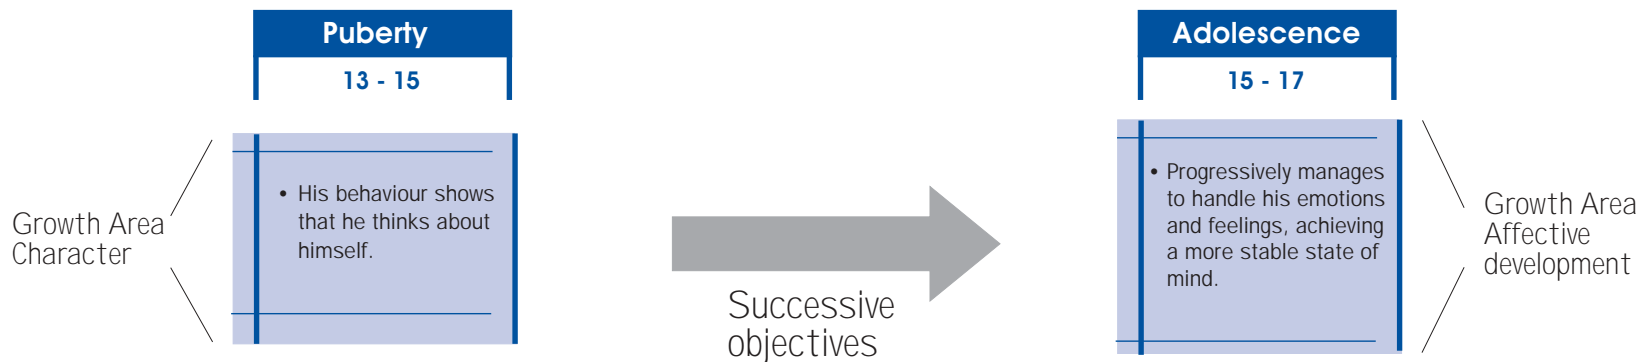 Puberty
13 - 15
Growth Area
Character
• His behaviour shows
that he thinks about
himself.
Successive
objectives
Adolescence
15 - 17
• Progressively manages
to handle his emotions
and feelings, achieving
a more stable state of
mind.
Growth Area
Affective
development